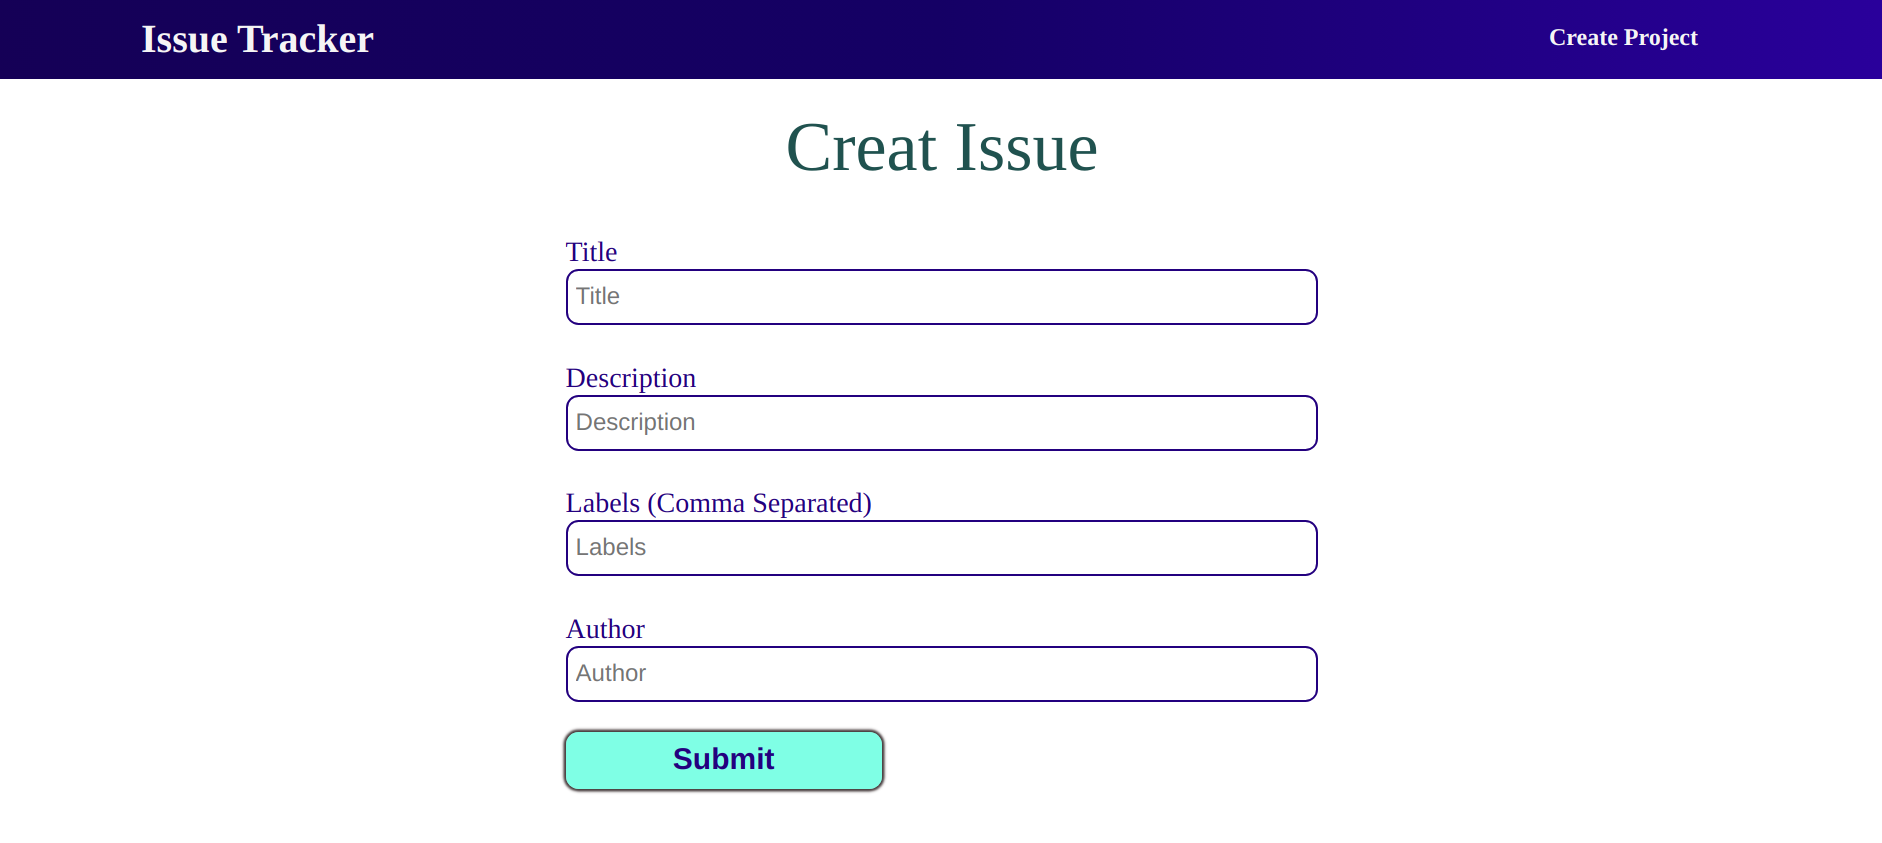 Issue Tracker
Create Project
Creat Issue
Title
Title
Description
Description
Labels (Comma Separated)
Labels
Author
Author
Submit